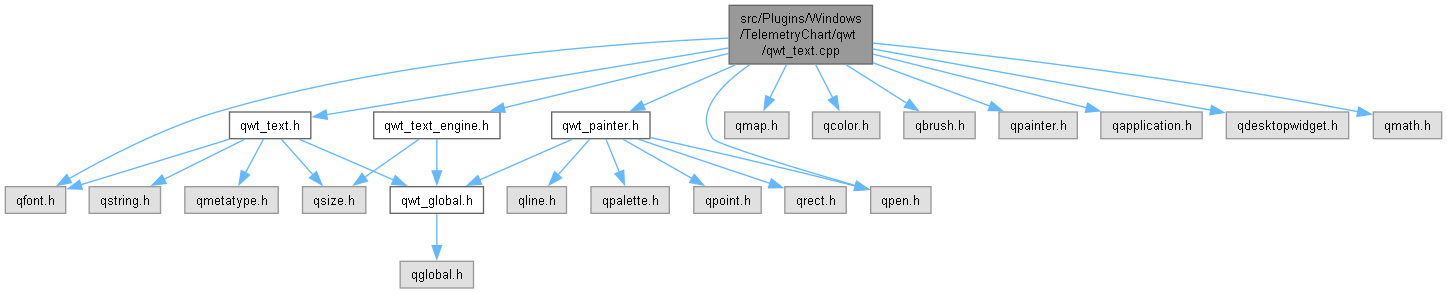 src/Plugins/Windows
/TelemetryChart/qwt
/qwt_text.cpp
qwt_text.h
qwt_text_engine.h
qwt_painter.h
qmap.h
qcolor.h
qbrush.h
qpainter.h
qapplication.h
qdesktopwidget.h
qmath.h
qfont.h
qstring.h
qmetatype.h
qsize.h
qwt_global.h
qline.h
qpalette.h
qpoint.h
qrect.h
qpen.h
qglobal.h